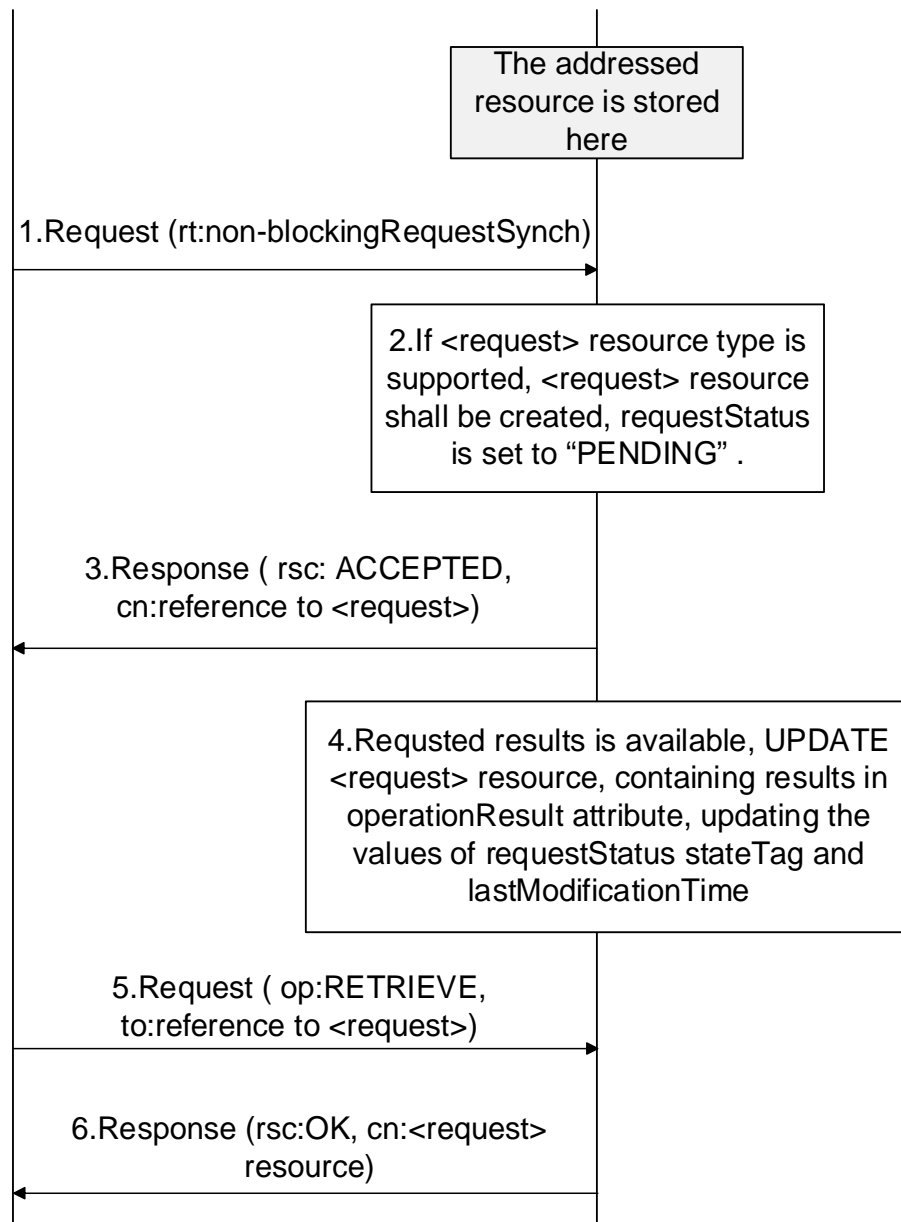 The addressed
resource is stored
here
1.Request (rt:non-blockingRequestSynch)
2.If <request> resource type is
supported, <request> resource
shall be created, requestStatus
is set to “PENDING” .
3.Response ( rsc: ACCEPTED,
cn:reference to <request>)
4.Requsted results is available, UPDATE
<request> resource, containing results in
operationResult attribute, updating the
values of requestStatus stateTag and
lastModificationTime
5.Request ( op:RETRIEVE,
to:reference to <request>)
6.Response (rsc:OK, cn:<request>
resource)